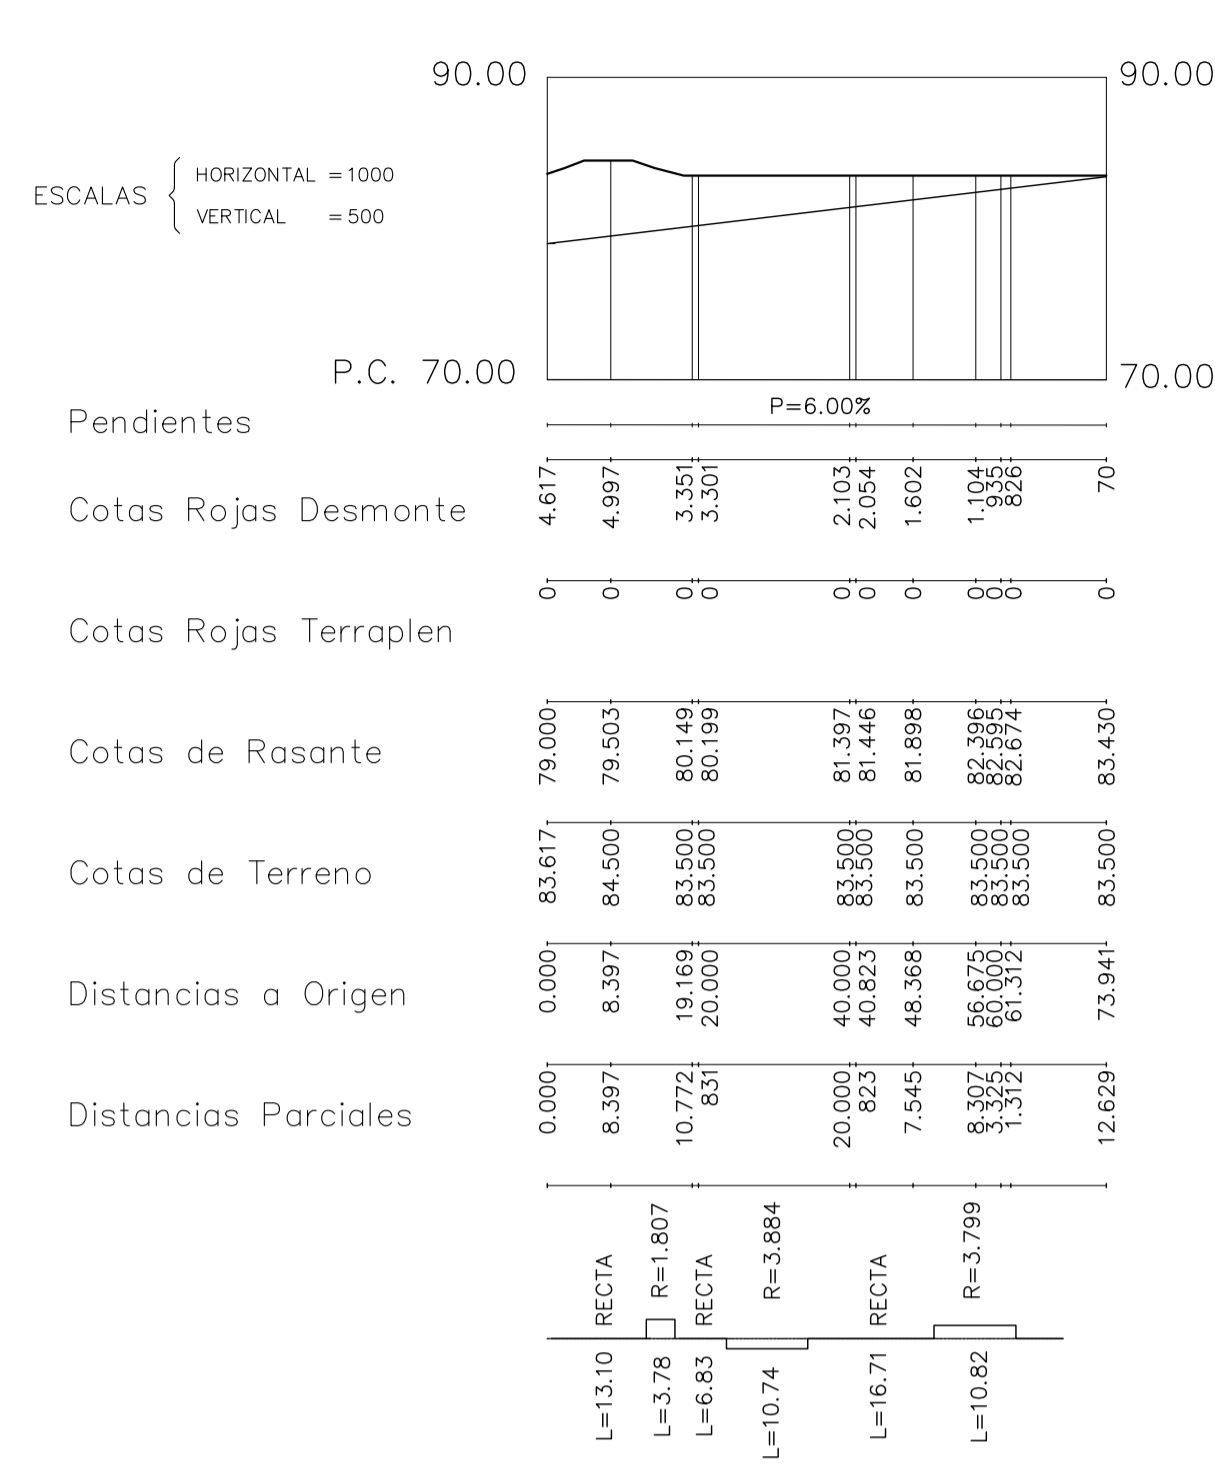 90.00 90.00
ESCALAS
HORIZONTAL =1000
VERTICAL =500
P.C. 70.00 70.00
P=6.00%
Pendientes
Cotas Rojas Desmonte 4.617 4.997 3.351 3.301 2.103 2.054 1.602 1.104 935 826 70
Cotas Rojas Terraplen 0 0 0 0 0 0 0 0 0 0 0
Cotas de Rasante 79.000 79.503 80.149 80.199 81.397 81.446 81.898 82.396 82.595 82.674 83.430
Cotas de Terreno 83.617 84.500 83.500 83.500 83.500 83.500 83.500 83.500 83.500 83.500 83.500
Distancias a Origen 0.000 8.397 19.169 20.000 40.000 40.823 48.368 56.675 60.000 61.312 73.941
Distancias Parciales 0.000 8.397 10.772 831 20.000 823 7.545 8.307 3.325 1.312 12.629
RECTA R=1.807 RECTA R=3.884 RECTA R=3.799
L=13.10 L=3.78 L=6.83 L=10.74 L=16.71 L=10.82